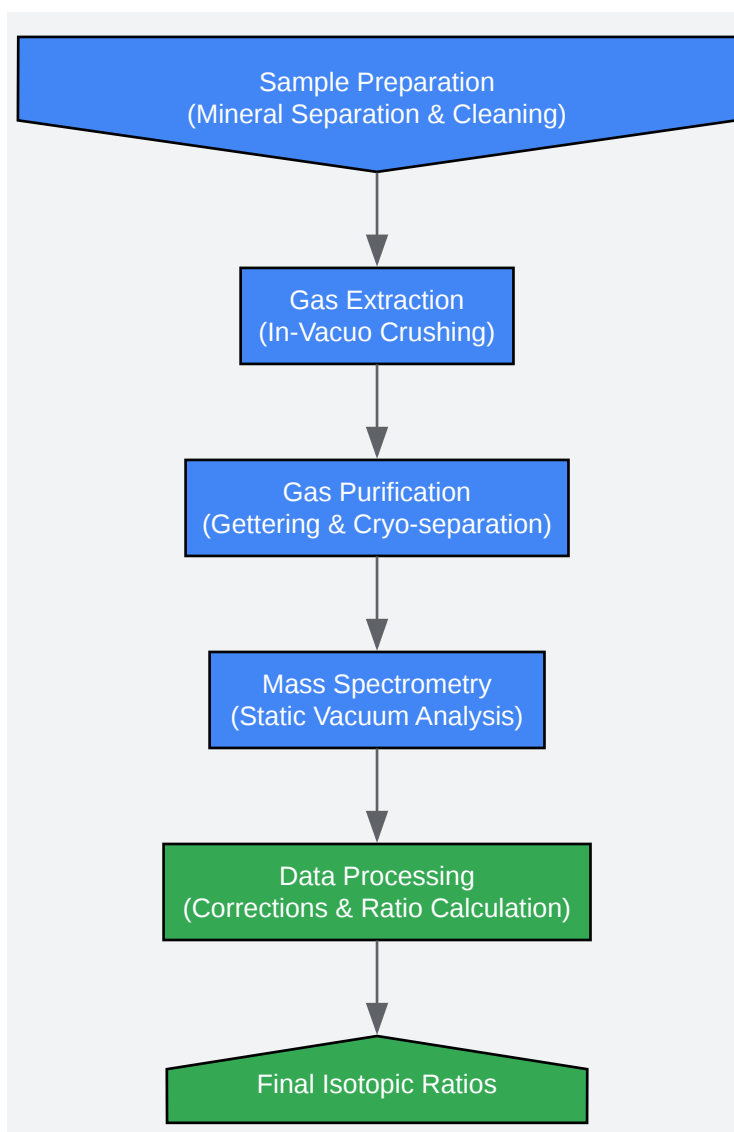 Sample Preparation
(Mineral Separation & Cleaning)
Gas Extraction
(In-Vacuo Crushing)
Gas Purification
(Gettering & Cryo-separation)
Mass Spectrometry
(Static Vacuum Analysis)
Data Processing
(Corrections & Ratio Calculation)
Final Isotopic Ratios